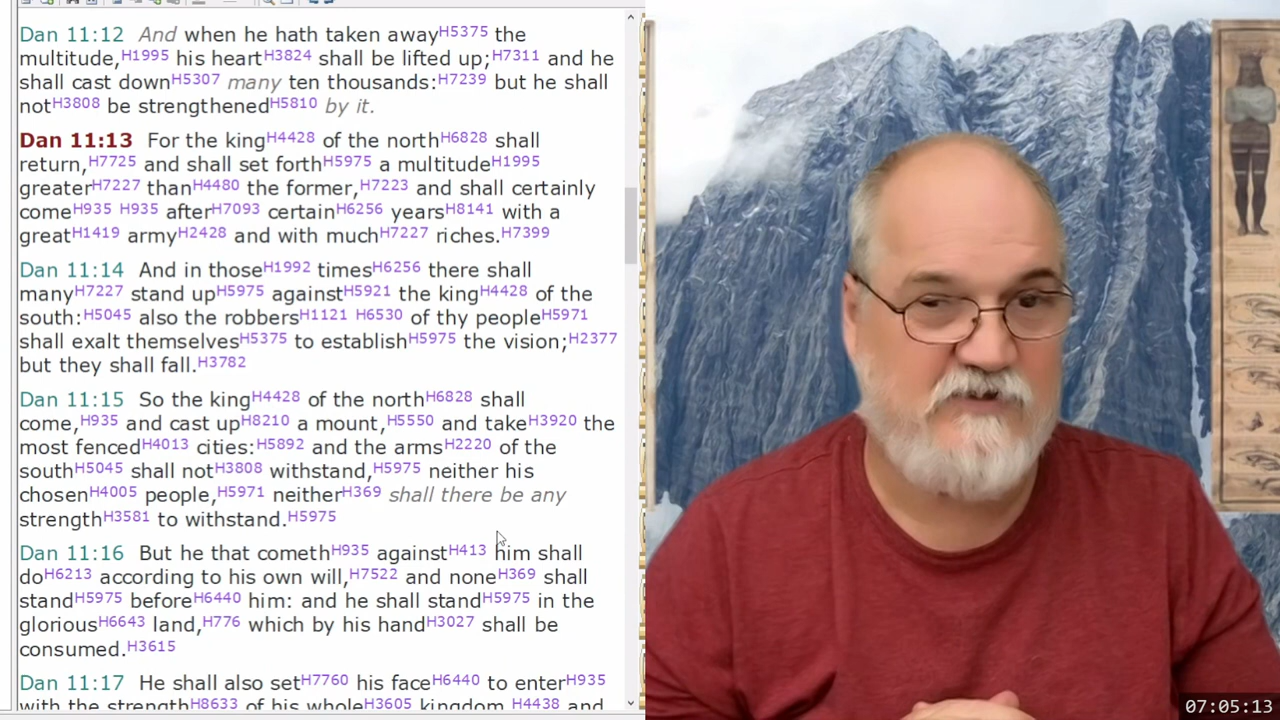 Dan 11:12 And when he hath taken awayH5375 the
multitude,H1995 his heartH3824 shall be lifted up;H7311 and he
shall cast downH5307 many ten thousands:H7239 but he shall
notH3808 be strengthenedH5810 by it.
Dan 11:13 For the kingH4428 of the northH6828 shall
return,H7725 and shall set forthH5975 a multitudeH1995
greaterH7227 thanH4480 the former,H7223 and shall certainly
comeH935 H935 afterH7093 certainH6256 yearsH8141 with a
greatH1419 armyH2428 and with muchH7227 riches.H7399
Dan 11:14 And in thoseH1992 timesH6256 there shall
manyH7227 stand upH5975 againstH5921 the kingH4428 of the
south:H5045 also the robbersH1121 H6530 of thy peopleH5971
shall exalt themselvesH5375 to establishH5975 the vision;H2377
but they shall fall.H3782
Dan 11:15 So the kingH4428 of the northH6828 shall
come,H935 and cast upH8210 a mount,H5550 and takeH3920 the
most fencedH4013 cities:H5892 and the armsH2220 of the
southH5045 shall notH3808 withstand,H5975 neither his
chosenH4005 people,H5971 neitherH369 shall there be any
strengthH3581 to withstand.H5975
Dan 11:16 But he that comethH935 againstH413 him shall
doH6213 according to his own will,H7522 and noneH369 shall
standH5975 beforeH6440 him: and he shall standH5975 in the
gloriousH6643 land,H776 which by his handH3027 shall be
consumed.H3615
Dan 11:17 He shall also setH7760 his faceH6440 to enterH935
with the strengthH8633 of his wholeH3605 kingdom,H4438 and
07:05:13